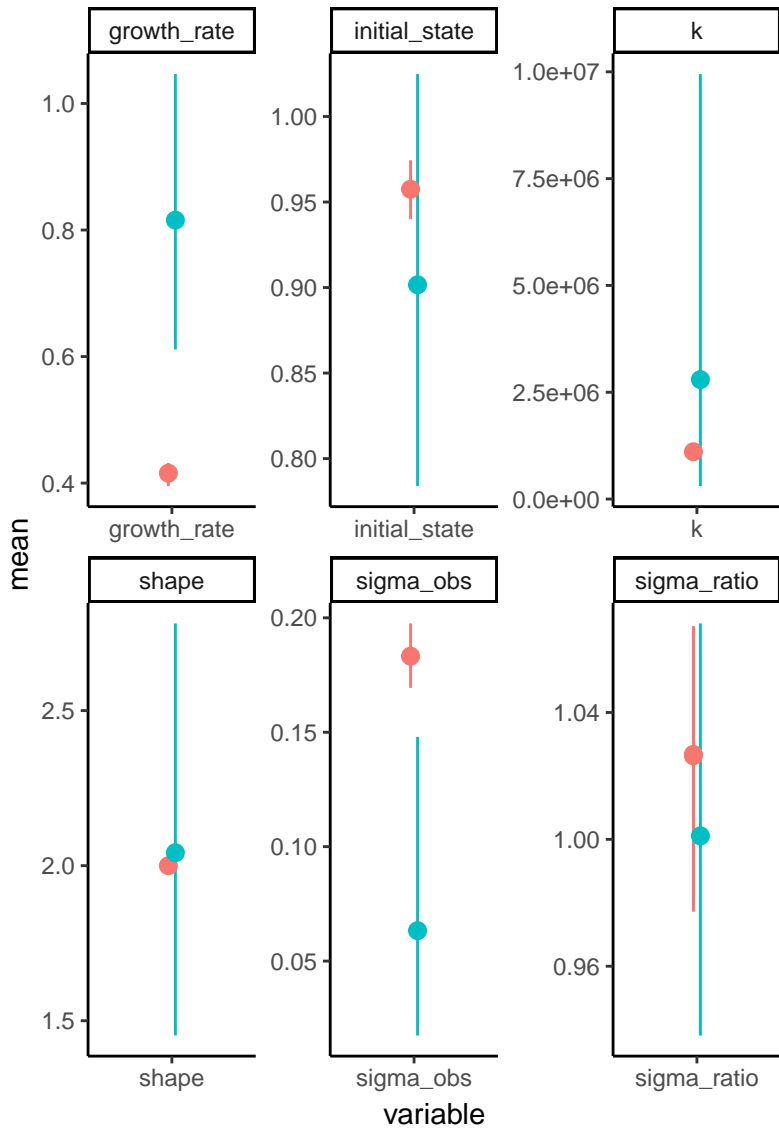 growth_rate initial_state k
1.0
0.8
0.6
0.4
1.00
0.95
0.90
0.85
0.80
1.0e+07
7.5e+06
5.0e+06
2.5e+06
0.0e+00
growth_rate initial_state k
mean
shape sigma_obs sigma_ratio
2.5
2.0
1.5
0.20
0.15
0.10
0.05
1.04
1.00
0.96
shape sigma_obs sigma_ratio
variable